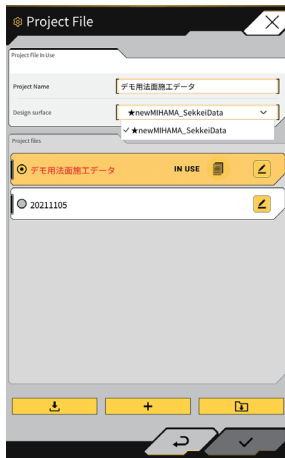 Project File
Project File In Use
Project Name デモ用法面施工データ
Design surface ★newMIHAMA_SekkeiData
★newMIHAMA_SekkeiData
Project files
デモ用法面施工データ IN USE
20211105